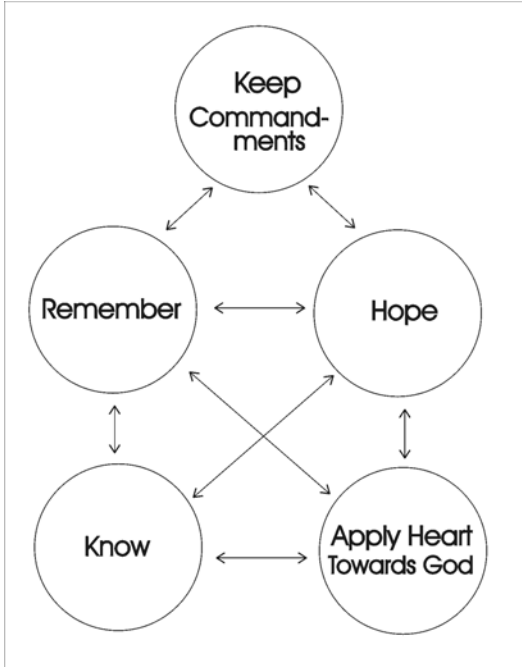 Keep
Command-
ments
Remember
Hope
Know
Apply Heart
Towards God